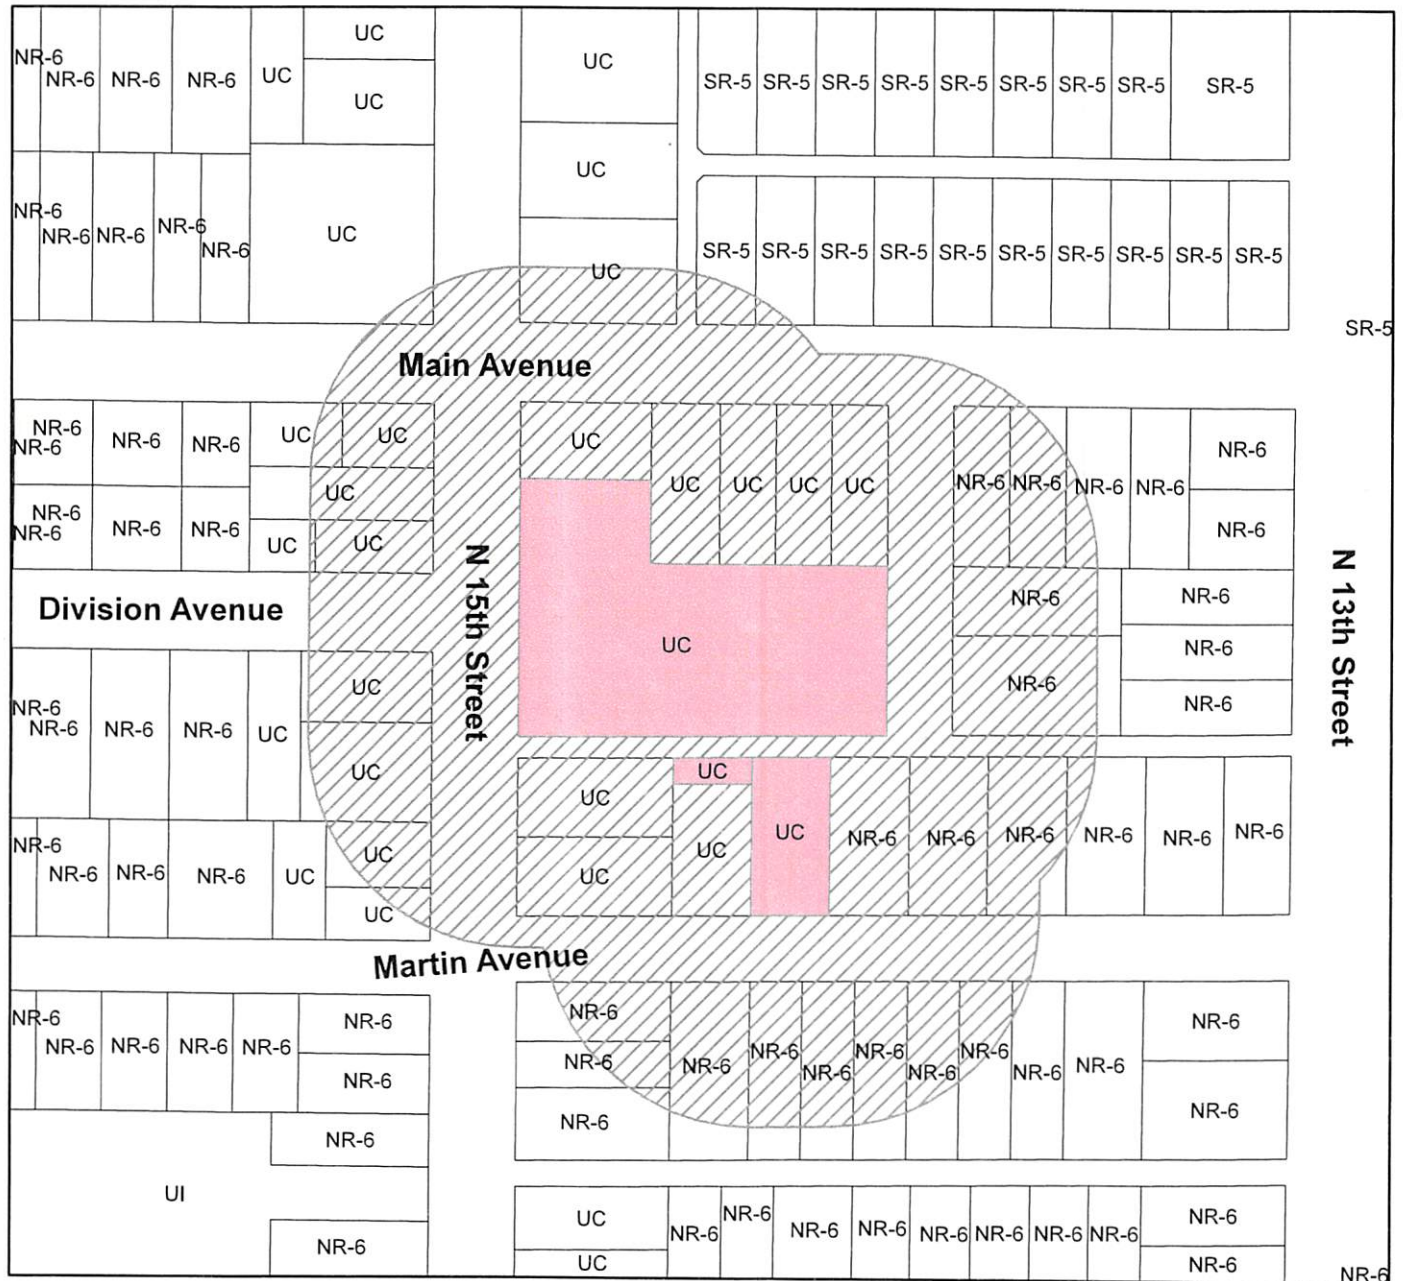 UC
NR-6 NR-6 NR-6 NR-6 UC UC
UC SR-5 SR-5 SR-5 SR-5 SR-5 SR-5 SR-5 SR-5 SR-5
UC
NR-6 NR-6 NR-6 NR-6 NR-6 UC
UC SR-5 SR-5 SR-5 SR-5 SR-5 SR-5 SR-5 SR-5 SR-5 SR-5
SR-5
Main Avenue
NR-6 NR-6 NR-6 NR-6 UC UC
UC UC UC UC UC
NR-6 NR-6 NR-6 NR-6 NR-6
NR-6
UC
NR-6 NR-6 NR-6 NR-6 UC UC
Division Avenue
N 15th Street
N 13th Street
NR-6 NR-6
NR-6
NR-6 NR-6
UC
NR-6 NR-6 NR-6 NR-6 UC UC
UC
UC UC
UC UC UC
NR-6 NR-6 NR-6 NR-6 NR-6 NR-6
NR-6 NR-6 NR-6 NR-6 UC UC
UC
Martin Avenue
NR-6 NR-6 NR-6 NR-6 NR-6 NR-6
NR-6
NR-6
NR-6
NR-6
NR-6 NR-6 NR-6 NR-6 NR-6 NR-6 NR-6 NR-6 NR-6
NR-6
NR-6
UI
NR-6
UC NR-6 NR-6 NR-6 NR-6 NR-6 NR-6 NR-6 NR-6 NR-6
UC NR-6
NR-6